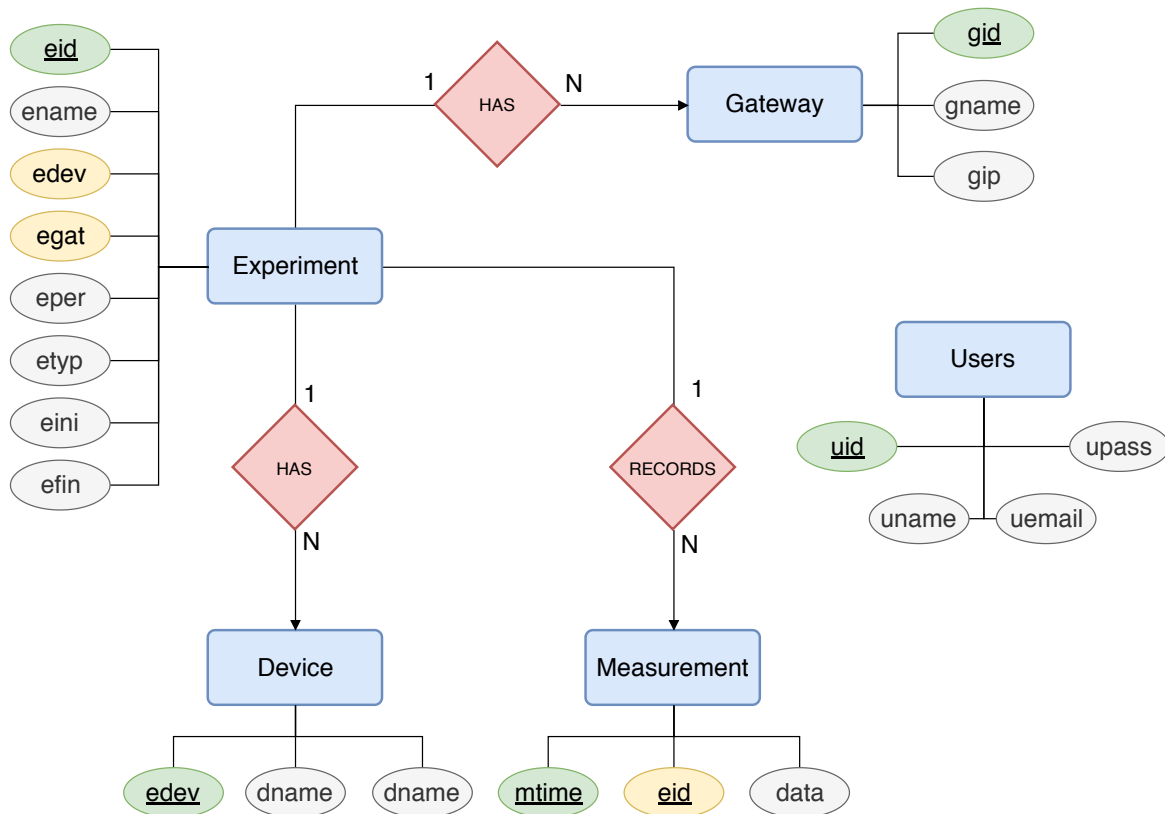 eid
ename
edev
egat
eper
etyp
eini
efin
1
HAS
N
Gateway
gid
gname
gip
Experiment
1
HAS
N
1
RECORDS
N
Users
uid
upass
uname
uemail
Device
Measurement
edev
dname
dname
mtime
eid
data